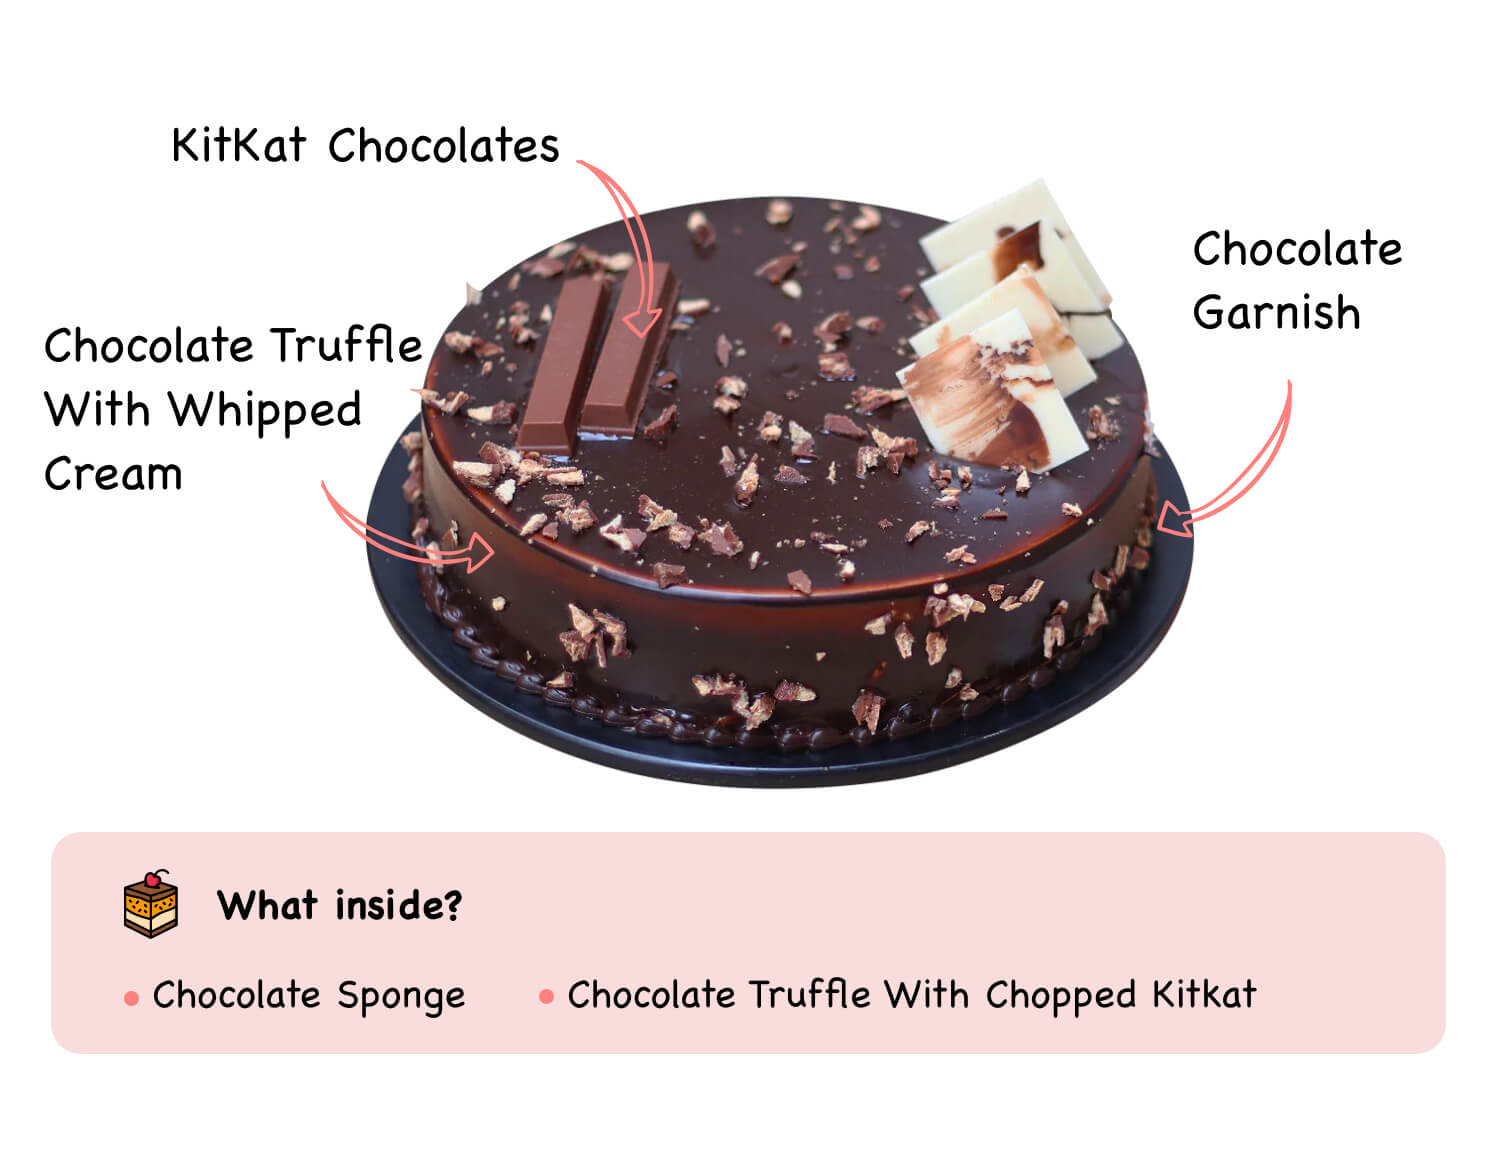 KitKat Chocolates
Chocolate
Garnish
Chocolate Truffle
With Whipped
Cream
What inside?
Chocolate Sponge
Chocolate Truffle With Chopped Kitkat